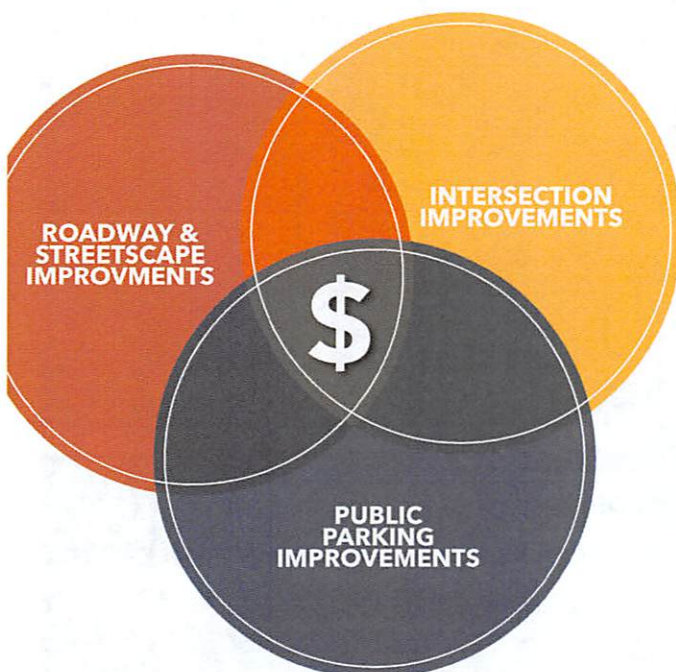 ROADWAY &
STREETSCAPE
IMPROVMENTS
INTERSECTION
IMPROVEMENTS
$
PUBLIC
PARKING
IMPROVEMENTS